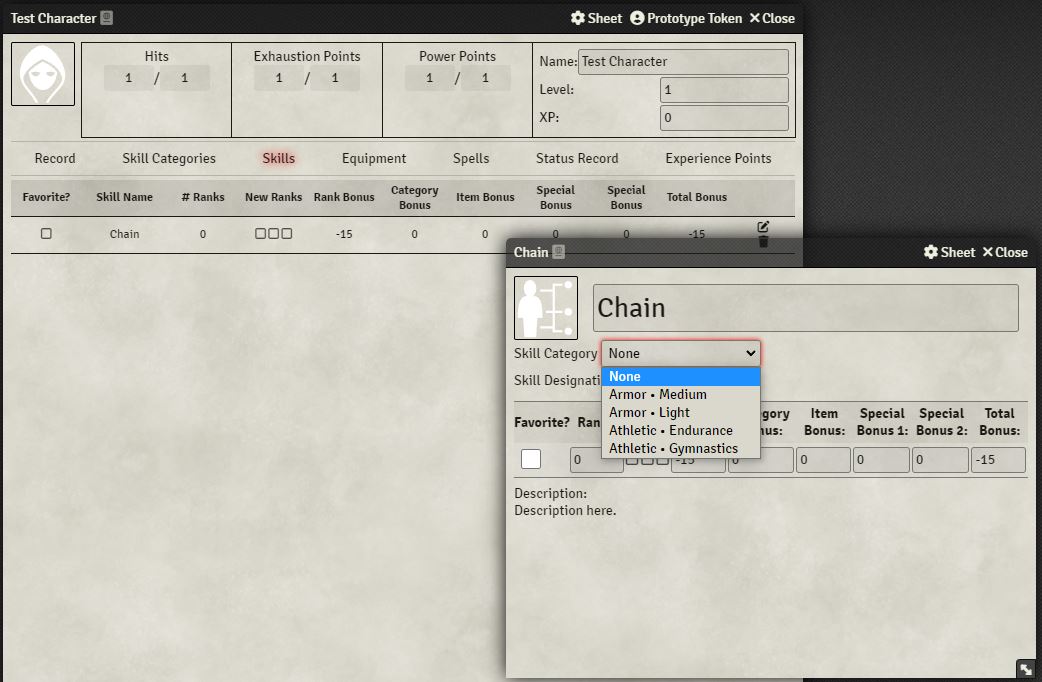 Test Character
Sheet Prototype Token Close
Hits
1 / 1
Exhaustion Points
1 / 1
Power Points
1 / 1
Name: Test Character
Level: 1
XP: 0
Record Skill Categories Skills Equipment Spells Status Record Experience Points
Favorite? Skill Name # Ranks New Ranks Rank Bonus Category Bonus Item Bonus Special Bonus Special Bonus Total Bonus
Chain 0 -15 0 0 0 0 -15
Chain
Sheet Close
Chain
Skill Category None
None
Armor • Medium
Armor • Light
Athletic • Endurance
Athletic • Gymnastics
Skill Designati
Favorite? Ran gory nus: Item Bonus: Special Bonus 1: Special Bonus 2: Total Bonus:
0 -15 0 0 0 0 -15
Description:
Description here.